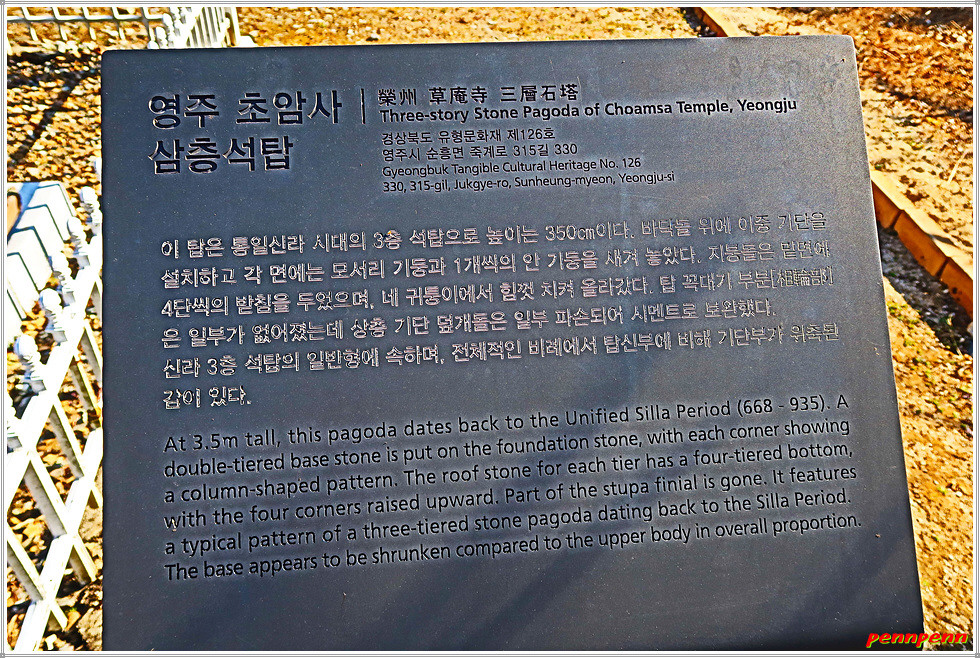 영주 초암사
삼층석탑
榮州 草庵寺 三層石塔
Three-story Stone Pagoda of Choamsa Temple, Yeongju
경상북도 유형문화재 제126호
영주시 순흥면 죽계로 315길 330
Gyeongbuk Tangible Cultural Heritage No. 126
330, 315-gil, Jukgye-ro, Sunheung-myeon, Yeongju-si
이 탑은 통일신라 시대의 3층 석탑으로 높이는 350㎝이다. 바닥돌 위에 이중 기단을
설치하고 각 면에는 모서리 기둥과 1개씩의 안 기둥을 새겨 놓았다. 지붕돌은 밑면에
4단씩의 받침을 두었으며, 네 귀퉁이에서 힘껏 치켜 올라갔다. 탑 꼭대기 부분[相輪部]
은 일부가 없어졌는데 상층 기단 덮개돌은 일부 파손되어 시멘트로 보완했다.
신라 3층 석탑의 일반형에 속하며, 전체적인 비례에서 탑신부에 비해 기단부가 위축된
감이 있다.
At 3.5m tall, this pagoda dates back to the Unified Silla Period (668 - 935). A
double-tiered base stone is put on the foundation stone, with each corner showing
a column-shaped pattern. The roof stone for each tier has a four-tiered bottom,
with the four corners raised upward. Part of the stupa finial is gone. It features
a typical pattern of a three-tiered stone pagoda dating back to the Silla Period.
The base appears to be shrunken compared to the upper body in overall proportion.
pennpenn